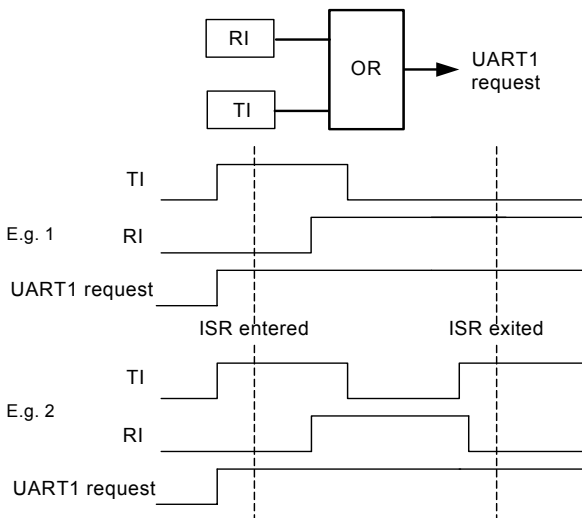 RI
OR
UART1
request
TI
TI
E.g. 1
RI
UART1 request
ISR entered
ISR exited
TI
E.g. 2
RI
UART1 request